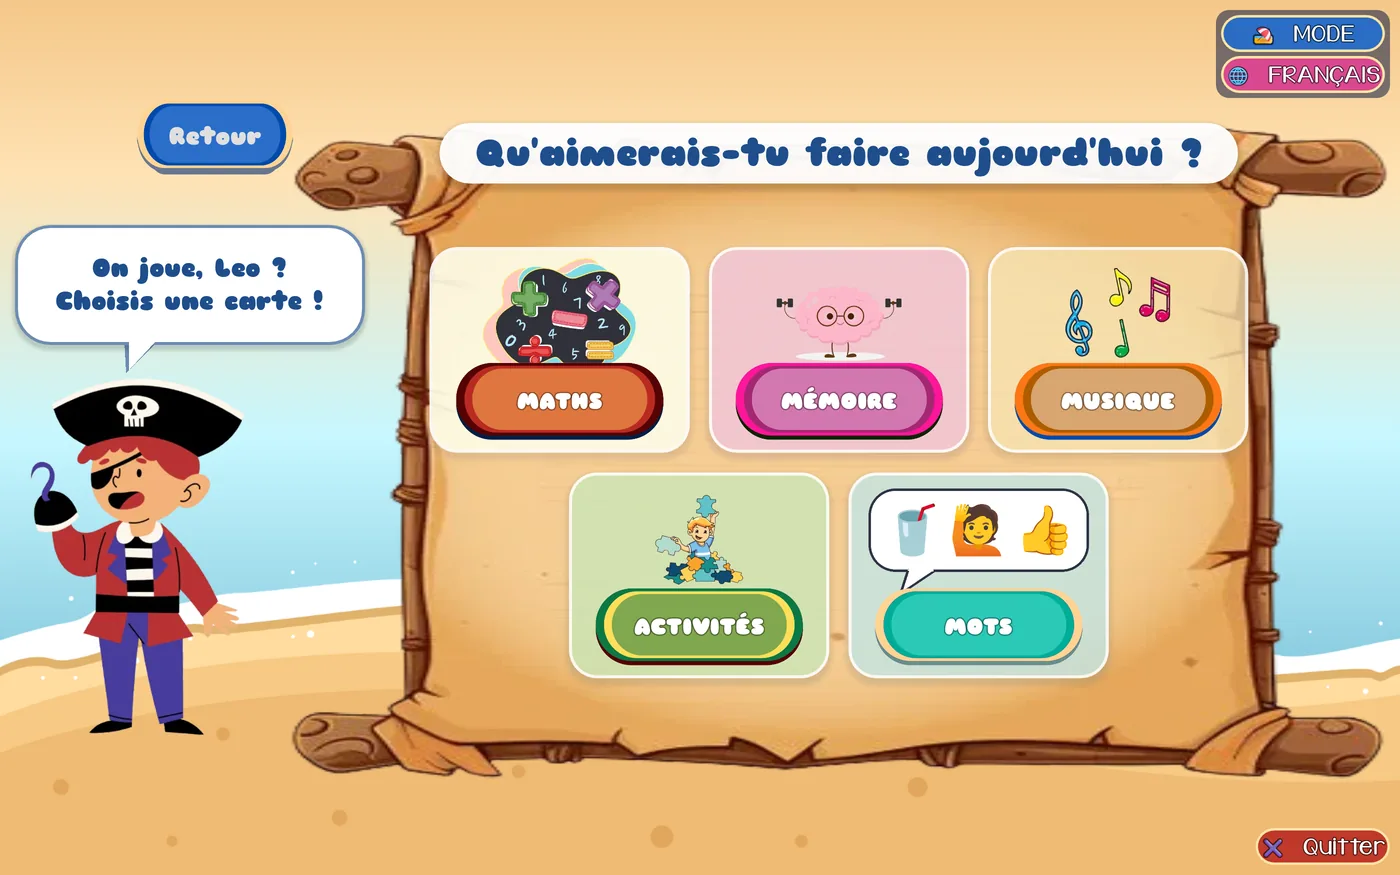 MODE
FRANÇAIS
Retour
Qu'aimerais-tu faire aujourd'hui ?
On joue, Leo ?
Choisis une carte !
MATHS
MÉMOIRE
MUSIQUE
ACTIVITÉS
MOTS
Quitter